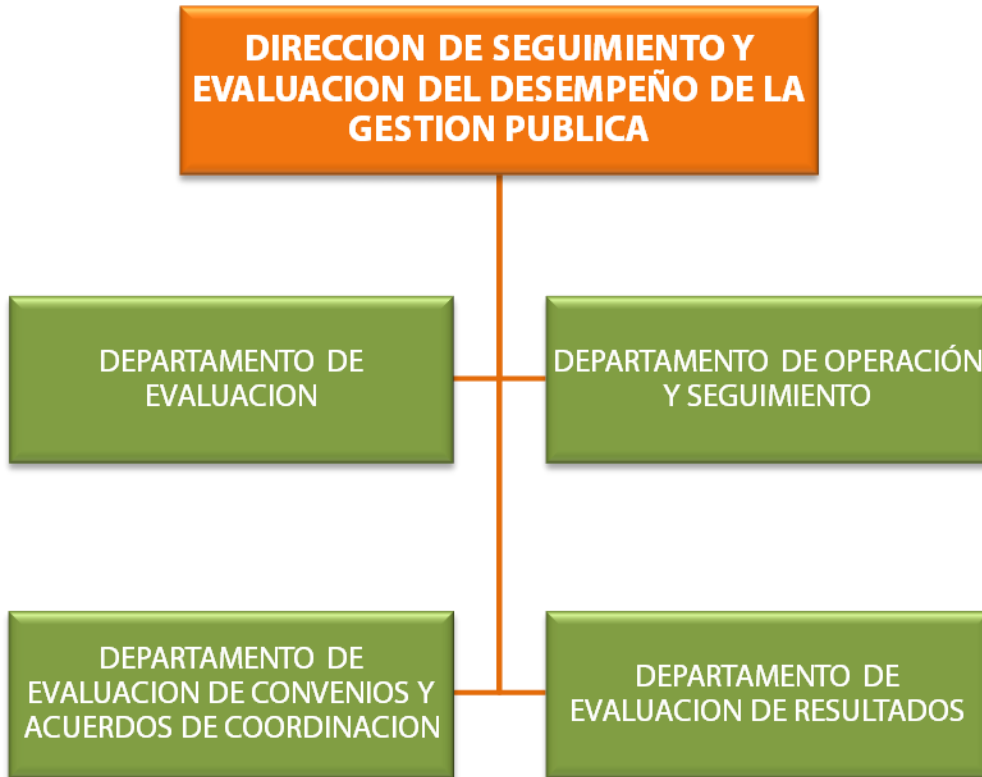 DIRECCION DE SEGUIMIENTO Y
EVALUACION DEL DESEMPEÑO DE LA
GESTION PUBLICA
DEPARTAMENTO DE
EVALUACION
DEPARTAMENTO DE OPERACIÓN
Y SEGUIMIENTO
DEPARTAMENTO DE
EVALUACION DE CONVENIOS Y
ACUERDOS DE COORDINACION
DEPARTAMENTO DE
EVALUACION DE RESULTADOS